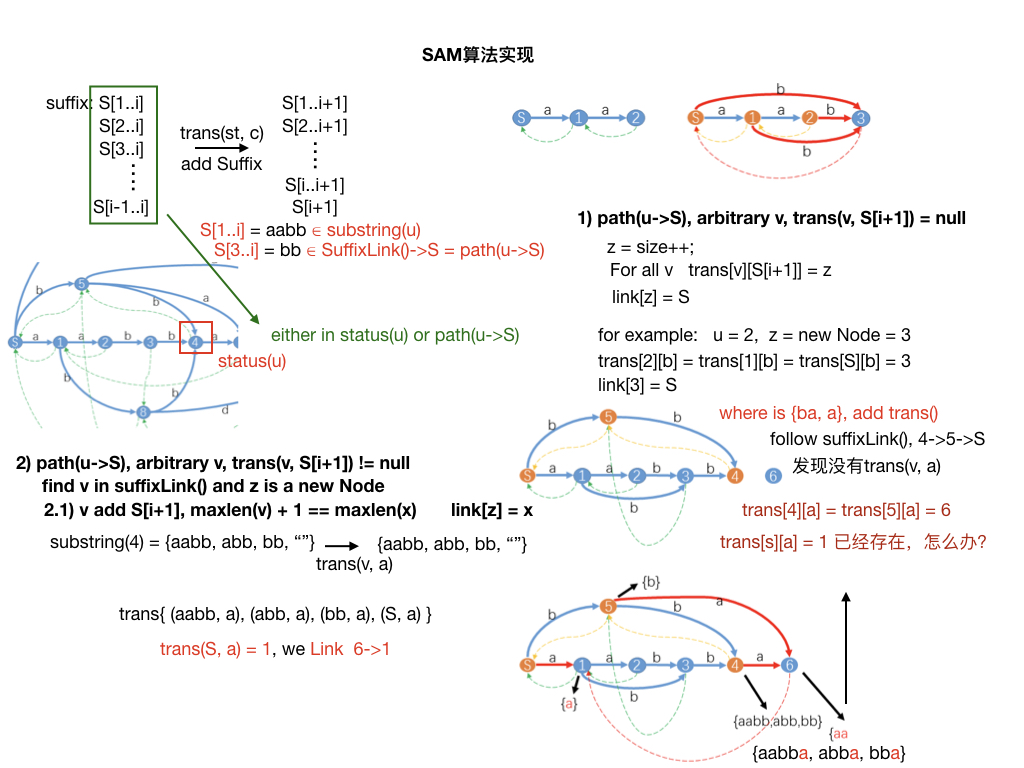 SAM算法实现
suffix: S[1..i]
S[2..i]
S[3..i]
S[i-1..i]
trans(st, c)
add Suffix
S[1..i+1]
S[2..i+1]
S[i..i+1]
S[i+1]
S[1..i] = aabb ∈ substring(u)
S[3..i] = bb ∈ SuffixLink()->S = path(u->S)
either in status(u) or path(u->S)
status(u)
S a 1 a 2 b 3 b 4 a
5
8
b
b
a
b
b
d
S a 1 a 2
S a 1 a 2 b 3
b
b
1) path(u->S), arbitrary v, trans(v, S[i+1]) = null
z = size++;
For all v trans[v][S[i+1]] = z
link[z] = S
for example: u = 2, z = new Node = 3
trans[2][b] = trans[1][b] = trans[S][b] = 3
link[3] = S
2) path(u->S), arbitrary v, trans(v, S[i+1]) != null
find v in suffixLink() and z is a new Node
2.1) v add S[i+1], maxlen(v) + 1 == maxlen(x) link[z] = x
substring(4) = {aabb, abb, bb, “”}
{aabb, abb, bb, “”}
trans(v, a)
trans{ (aabb, a), (abb, a), (bb, a), (S, a) }
trans(S, a) = 1, we Link 6->1
5
b
b
S a 1 a 2 b 3 b 4 6
b
where is {ba, a}, add trans()
follow suffixLink(), 4->5->S
发现没有trans(v, a)
trans[4][a] = trans[5][a] = 6
trans[s][a] = 1 已经存在，怎么办?
{b}
5
b
b
a
S a 1 a 2 b 3 b 4 a 6
b
{a}
{aabb,abb,bb}
{aa
{aabba, abba, bba}